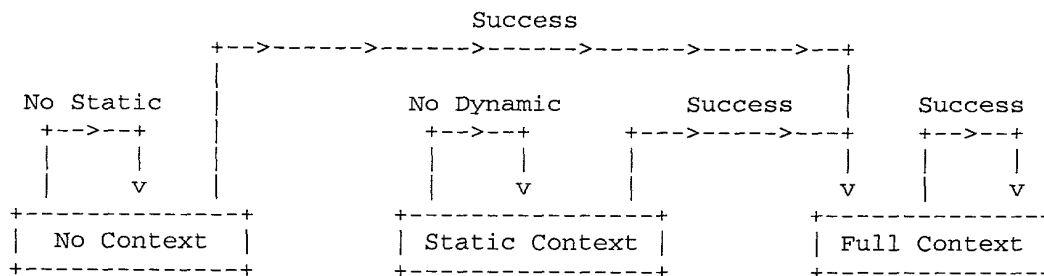 Success
+-->------>------>------>------>------>------>--+
| |
No Static | No Dynamic Success | Success
+-->--+ | +-->--+ +-->---->----->--+ +-->--+
| | | | | | | | |
| v | | v | v | v
+--------------+ +----------------+ +--------------
| No Context | | Static Context | | Full Context
+--------------+ +----------------+ +--------------